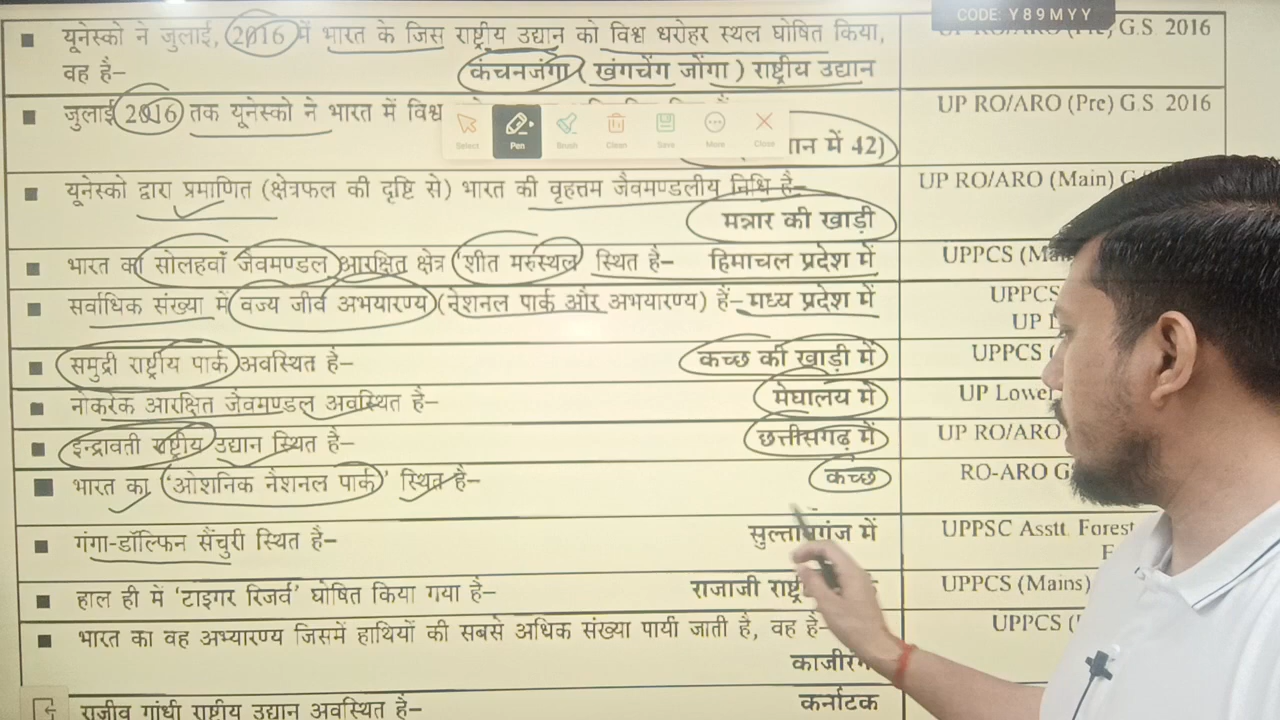 CODE: Y89MYY
यूनेस्को ने जुलाई, 2016 में भारत के जिस राष्ट्रीय उद्यान को विश्व धरोहर स्थल घोषित किया, G.S. 2016
वह है– कंचनजंगा ( खंगचेंग जोंगा ) राष्ट्रीय उद्यान
जुलाई 2016 तक यूनेस्को ने भारत में विश्व UP RO/ARO (Pre) G.S. 2016
Select Pen Brush Clean Save More Close
में 42)
यूनेस्को द्वारा प्रमाणित (क्षेत्रफल की दृष्टि से) भारत की वृहत्तम जैवमण्डलीय निधि है– UP RO/ARO (Main)
मन्नार की खाड़ी
भारत का सोलहवाँ जैवमण्डल आरक्षित क्षेत्र 'शीत मरुस्थल' स्थित है– हिमाचल प्रदेश में UPPCS
सर्वाधिक संख्या में वज्य जीव अभयारण्य (नेशनल पार्क और अभयारण्य) हैं– मध्य प्रदेश में UPPCS
UP
समुद्री राष्ट्रीय पार्क अवस्थित है– कच्छ की खाड़ी में UPPCS
नोकरेक आरक्षित जैवमण्डल अवस्थित है– मेघालय में UP Lower
इन्द्रावती राष्ट्रीय उद्यान स्थित है– छत्तीसगढ़ में UP RO/ARO
भारत का 'ओशनिक नैशनल पार्क' स्थित है– कच्छ RO-ARO
गंगा-डॉल्फिन सैंचुरी स्थित है– सुल्तानगंज में UPPSC Asstt. Forest
हाल ही में 'टाइगर रिजर्व' घोषित किया गया है– राजाजी UPPCS (Mains)
भारत का वह अभ्यारण्य जिसमें हाथियों की सबसे अधिक संख्या पायी जाती है, वह है– UPPCS
राजीव गांधी राष्ट्रीय उद्यान अवस्थित है– कर्नाटक